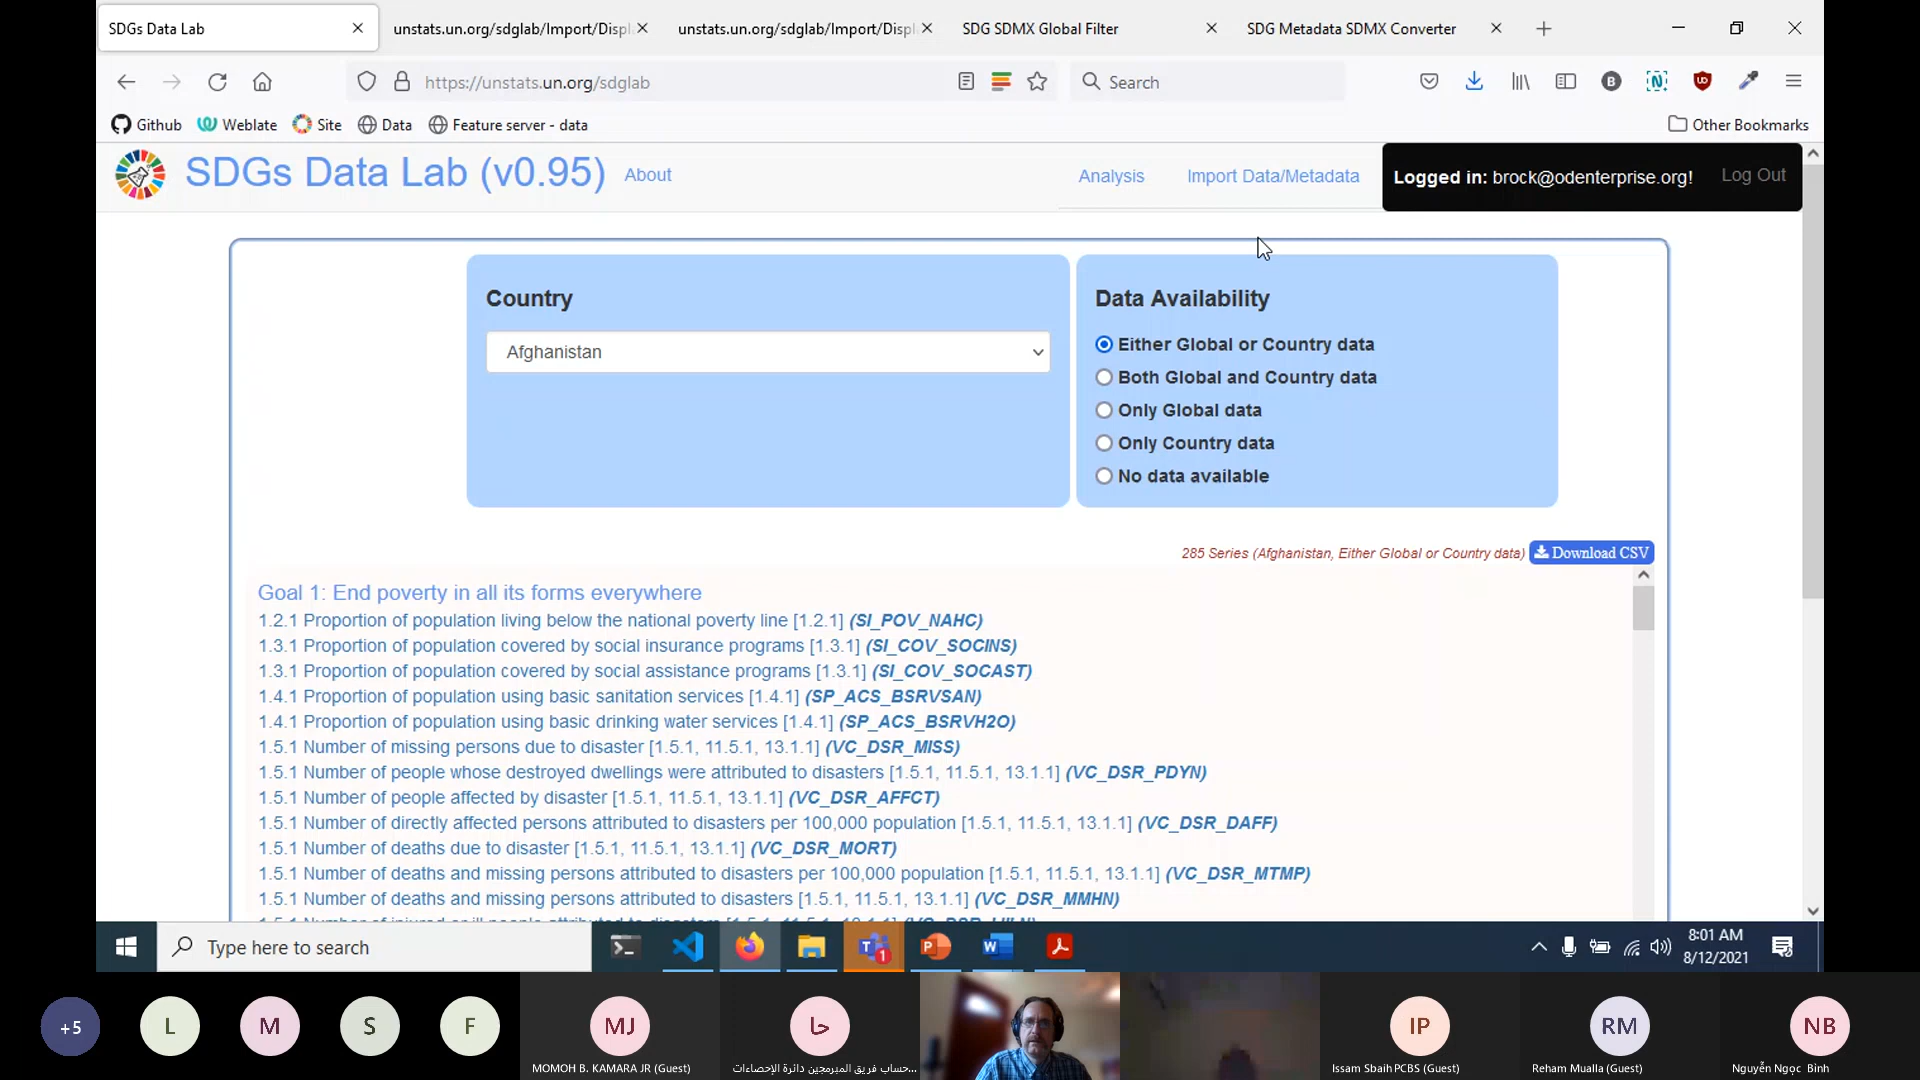 SDGs Data Lab
unstats.un.org/sdglab/Import/Displ
unstats.un.org/sdglab/Import/Displ
SDG SDMX Global Filter
SDG Metadata SDMX Converter
https://unstats.un.org/sdglab
Search
B
N
Github
Weblate
Site
Data
Feature server - data
Other Bookmarks
SDGs Data Lab (v0.95)
About
Analysis
Import Data/Metadata
Logged in: brock@odenterprise.org!
Log Out
Country
Afghanistan
Data Availability
Either Global or Country data
Both Global and Country data
Only Global data
Only Country data
No data available
285 Series (Afghanistan, Either Global or Country data)
Download CSV
Goal 1: End poverty in all its forms everywhere
1.2.1 Proportion of population living below the national poverty line [1.2.1] (SI_POV_NAHC)
1.3.1 Proportion of population covered by social insurance programs [1.3.1] (SI_COV_SOCINS)
1.3.1 Proportion of population covered by social assistance programs [1.3.1] (SI_COV_SOCAST)
1.4.1 Proportion of population using basic sanitation services [1.4.1] (SP_ACS_BSRVSAN)
1.4.1 Proportion of population using basic drinking water services [1.4.1] (SP_ACS_BSRVH2O)
1.5.1 Number of missing persons due to disaster [1.5.1, 11.5.1, 13.1.1] (VC_DSR_MISS)
1.5.1 Number of people whose destroyed dwellings were attributed to disasters [1.5.1, 11.5.1, 13.1.1] (VC_DSR_PDYN)
1.5.1 Number of people affected by disaster [1.5.1, 11.5.1, 13.1.1] (VC_DSR_AFFCT)
1.5.1 Number of directly affected persons attributed to disasters per 100,000 population [1.5.1, 11.5.1, 13.1.1] (VC_DSR_DAFF)
1.5.1 Number of deaths due to disaster [1.5.1, 11.5.1, 13.1.1] (VC_DSR_MORT)
1.5.1 Number of deaths and missing persons attributed to disasters per 100,000 population [1.5.1, 11.5.1, 13.1.1] (VC_DSR_MTMP)
1.5.1 Number of deaths and missing persons attributed to disasters [1.5.1, 11.5.1, 13.1.1] (VC_DSR_MMHN)
Type here to search
1
8:01 AM
8/12/2021
+5
L
M
S
F
MJ
حا
IP
RM
NB
MOMOH B. KAMARA JR (Guest)
حساب فريق المبرمجين دائرة الإحصاءات...
Issam Sbaih PCBS (Guest)
Reham Mualla (Guest)
Nguyễn Ngọc Bình